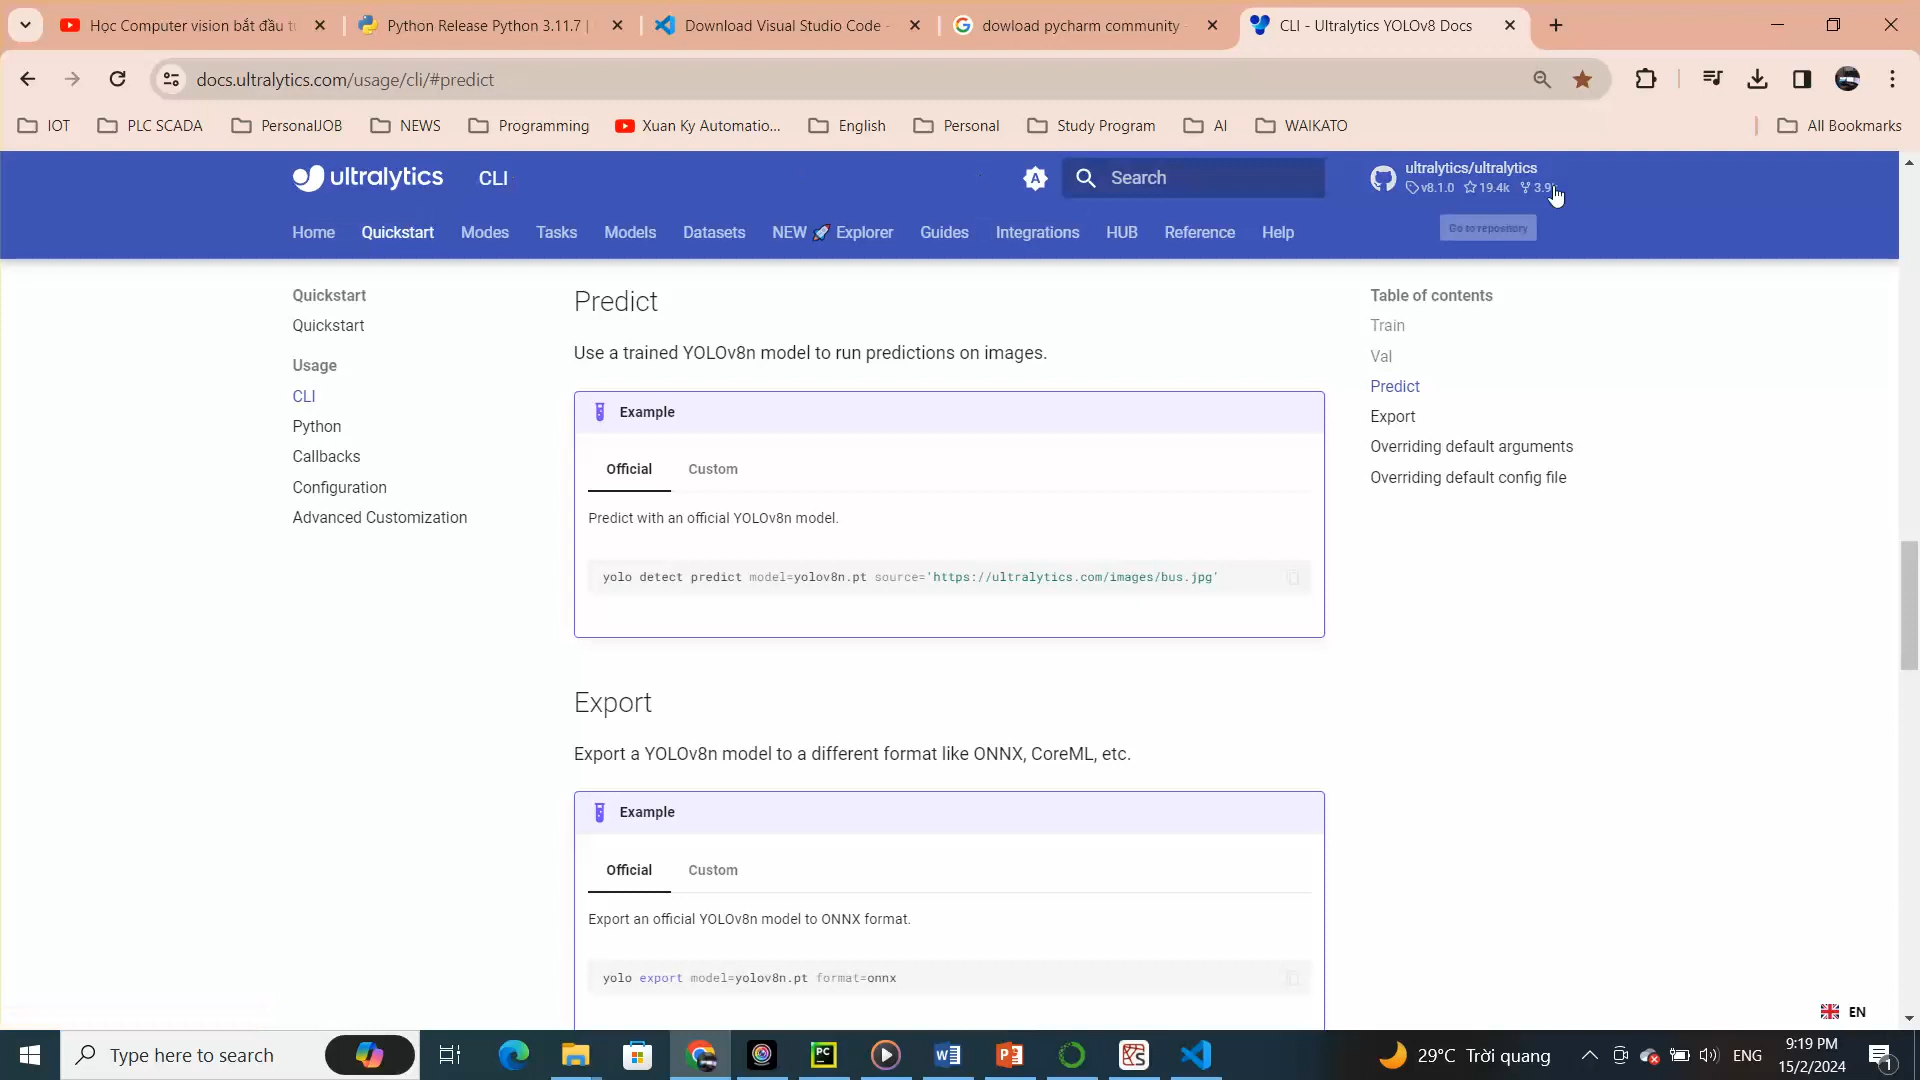 Học Computer vision bắt đầu từ
Python Release Python 3.11.7 |
Download Visual Studio Code -
dowload pycharm community
CLI - Ultralytics YOLOv8 Docs
docs.ultralytics.com/usage/cli/#predict
IOT
PLC SCADA
PersonalJOB
NEWS
Programming
Xuan Ky Automatio...
English
Personal
Study Program
AI
WAIKATO
All Bookmarks
ultralytics
CLI
Search
ultralytics/ultralytics
v8.1.0 19.4k 3.9
Go to repository
Home
Quickstart
Modes
Tasks
Models
Datasets
NEW 🚀 Explorer
Guides
Integrations
HUB
Reference
Help
Quickstart
Quickstart
Usage
CLI
Python
Callbacks
Configuration
Advanced Customization
Predict
Use a trained YOLOv8n model to run predictions on images.
Example
Official Custom
Predict with an official YOLOv8n model.
yolo detect predict model=yolov8n.pt source='https://ultralytics.com/images/bus.jpg'
Export
Export a YOLOv8n model to a different format like ONNX, CoreML, etc.
Example
Official Custom
Export an official YOLOv8n model to ONNX format.
yolo export model=yolov8n.pt format=onnx
Table of contents
Train
Val
Predict
Export
Overriding default arguments
Overriding default config file
EN
Type here to search
29°C Trời quang
ENG
9:19 PM
15/2/2024
1